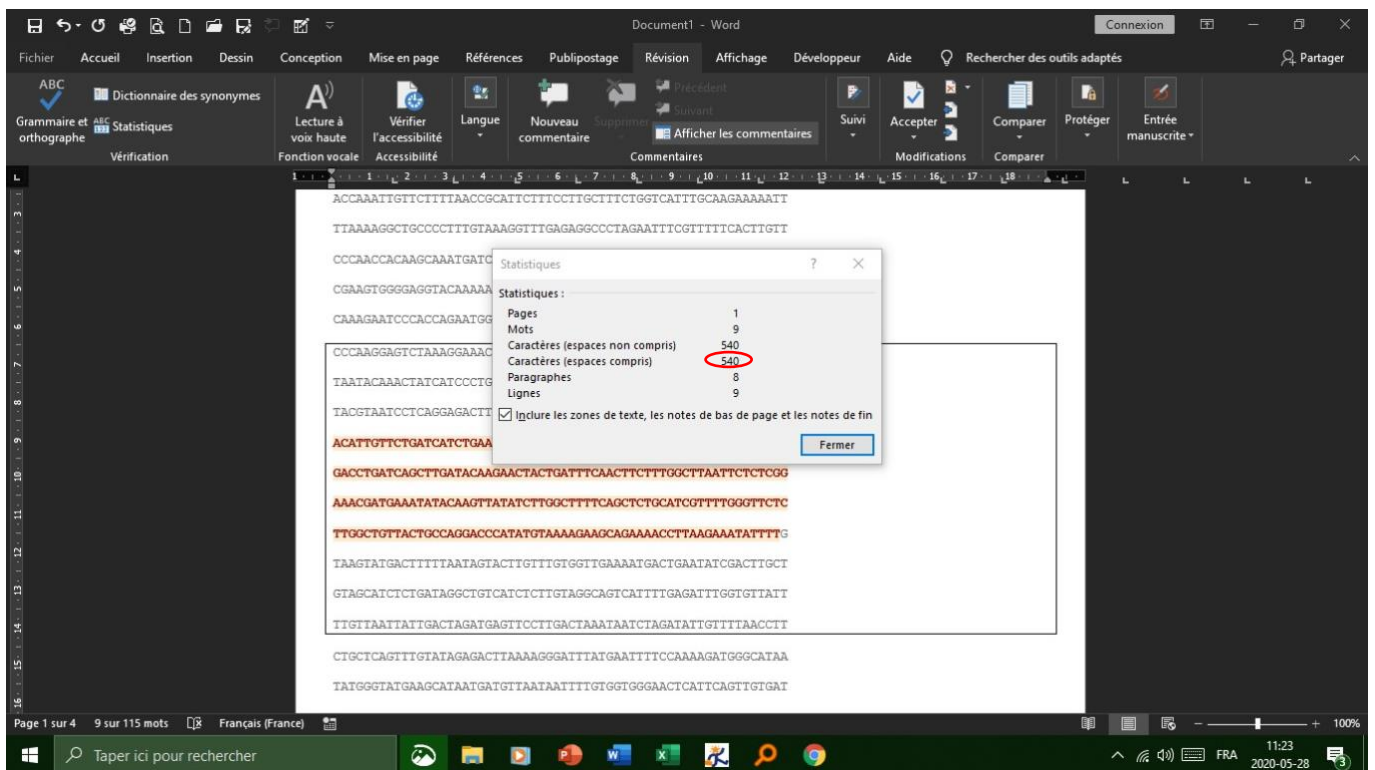 Document1 - Word
Connexion
Fichier Accueil Insertion Dessin Conception Mise en page Références Publipostage Révision Affichage Développeur Aide Rechercher des outils adaptés Partager
ABC
Grammaire et orthographe
Dictionnaire des synonymes
ABC 123 Statistiques
Vérification
Lecture à voix haute
Fonction vocale
Vérifier l'accessibilité
Accessibilité
Langue
Nouveau commentaire
Supprimer
Précédent
Suivant
Afficher les commentaires
Commentaires
Suivi
Accepter
Modifications
Comparer
Comparer
Protéger
Entrée manuscrite
ACCAAATTGTTCTTTTAACCGCATTCTTTCCTTGCTTTCTGGTCATTTGCAAGAAAAATT
TTAAAAGGCTGCCCCTTTGTAAAGGTTTGAGAGGCCCTAGAATTTCGTTTTTCACTTGTT
CCCAACCACAAGCAAATGATC
CGAAGTGGGGAGGTACAAAAA
CAAAGAATCCCACCAGAATGG
CCCAAGGAGTCTAAAGGAAAC
TAATACAAACTATCATCCCTG
TACGTAATCCTCAGGAGACTT
ACATTGTTCTGATCATCTGAA
GACCTGATCAGCTTGATACAAGAACTACTGATTTCAACTTCTTTGGCTTAATTCTCTCGG
AAACGATGAAATATACAAGTTATATCTTGGCTTTTCAGCTCTGCATCGTTTTGGGTTCTC
TTGGCTGTTACTGCCAGGACCCATATGTAAAAGAAGCAGAAAACCTTAAGAAATATTTTG
TAAGTATGACTTTTTAATAGTACTTGTTTGTGGTTGAAAATGACTGAATATCGACTTGCT
GTAGCATCTCTGATAGGCTGTCATCTCTTGTAGGCAGTCATTTTGAGATTTGGTGTTATT
TTGTTAATTATTGACTAGATGAGTTCCTTGACTAAATAATCTAGATATTGTTTTAACCTT
CTGCTCAGTTTGTATAGAGACTTAAAAGGGATTTATGAATTTTCCAAAAGATGGGCATAA
TATGGGTATGAAGCATAATGATGTTAATAATTTTGTGGTGGGAACTCATTCAGTTGTGAT
Statistiques ? ×
Statistiques :
Pages 1
Mots 9
Caractères (espaces non compris) 540
Caractères (espaces compris) 540
Paragraphes 8
Lignes 9
Inclure les zones de texte, les notes de bas de page et les notes de fin
Fermer
Page 1 sur 4 9 sur 115 mots Français (France) 100%
Taper ici pour rechercher
FRA 11:23
2020-05-28
3